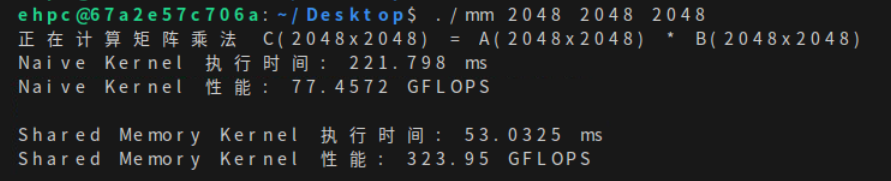 ehpc@67a2e57c706a:~/Desktop$ ./mm 2048 2048 2048
正在计算矩阵乘法 C(2048x2048) = A(2048x2048) * B(2048x2048)
Naive Kernel 执行时间: 221.798 ms
Naive Kernel 性能: 77.4572 GFLOPS
Shared Memory Kernel 执行时间: 53.0325 ms
Shared Memory Kernel 性能: 323.95 GFLOPS